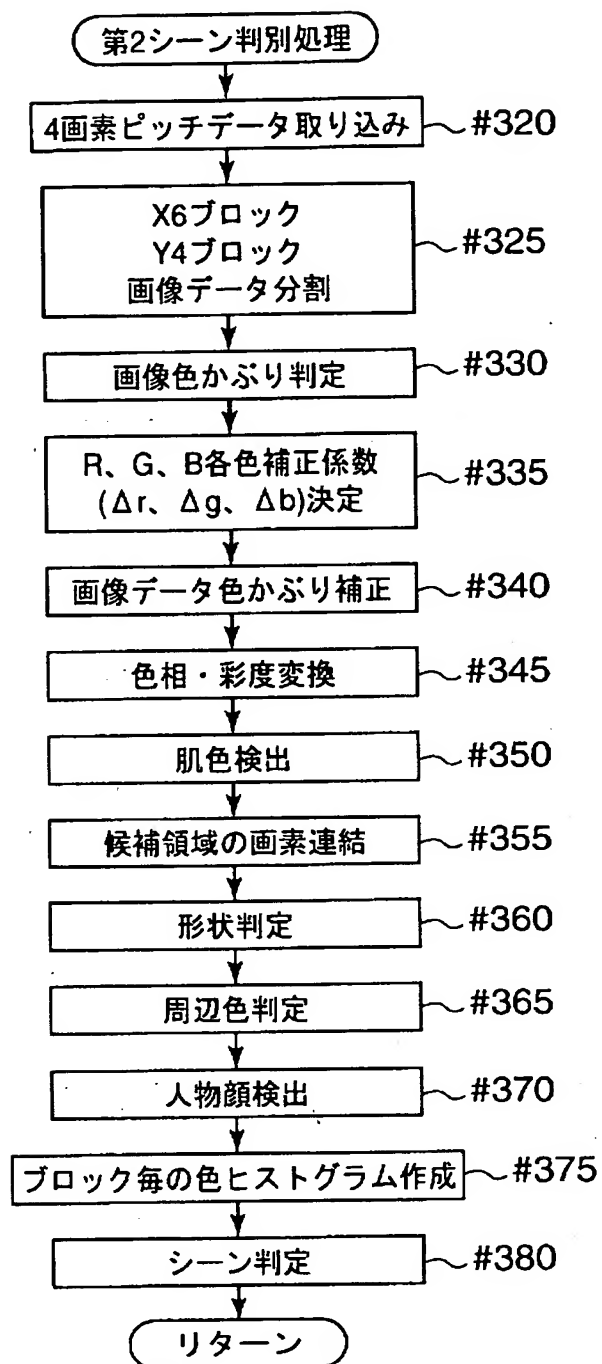 第2シーン判別処理
4画素ピッチデータ取り込み
#320
X6ブロック
Y4ブロック
画像データ分割
#325
画像色かぶり判定
#330
R、G、B各色補正係数
(Δr、Δg、Δb)決定
#335
画像データ色かぶり補正
#340
色相・彩度変換
#345
肌色検出
#350
候補領域の画素連結
#355
形状判定
#360
周辺色判定
#365
人物顔検出
#370
ブロック毎の色ヒストグラム作成
#375
シーン判定
#380
リターン